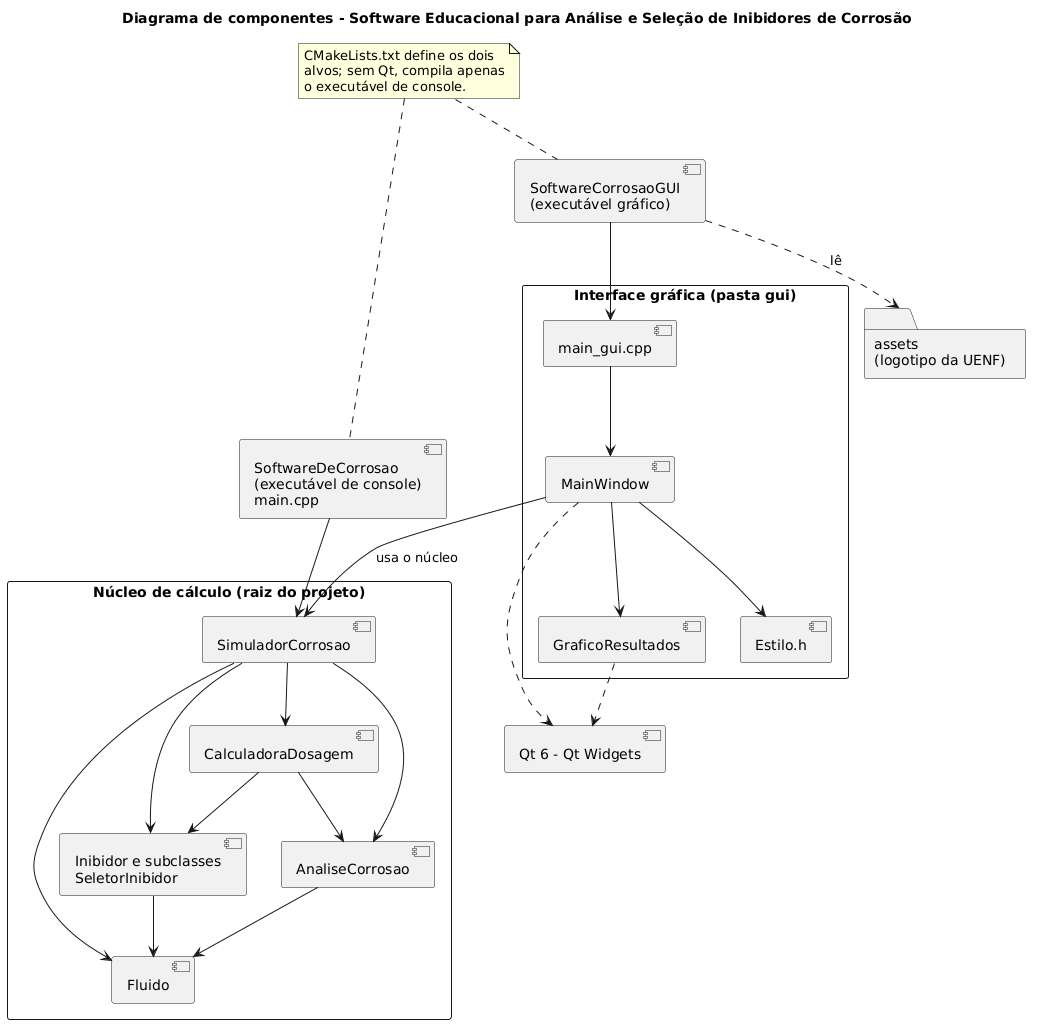 Diagrama de componentes - Software Educacional para Análise e Seleção de Inibidores de Corrosão
CMakeLists.txt define os dois
alvos; sem Qt, compila apenas
o executável de console.
SoftwareCorrosaoGUI
(executável gráfico)
lê
Interface gráfica (pasta gui)
assets
(logotipo da UENF)
main_gui.cpp
SoftwareDeCorrosao
(executável de console)
main.cpp
MainWindow
usa o núcleo
Núcleo de cálculo (raiz do projeto)
SimuladorCorrosao
GraficoResultados
Estilo.h
CalculadoraDosagem
Qt 6 - Qt Widgets
Inibidor e subclasses
SeletorInibidor
AnaliseCorrosao
Fluido